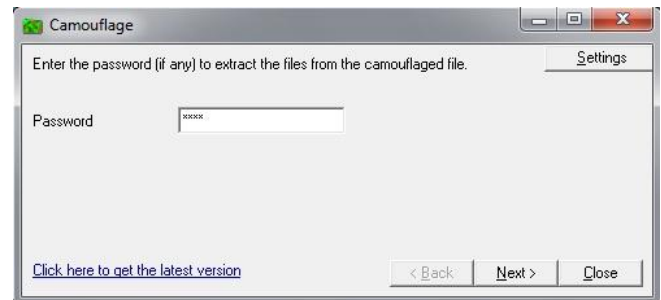 Camouflage
Enter the password (if any) to extract the files from the camouflaged file.
Settings
Password
xxxx
Click here to get the latest version
< Back
Next >
Close